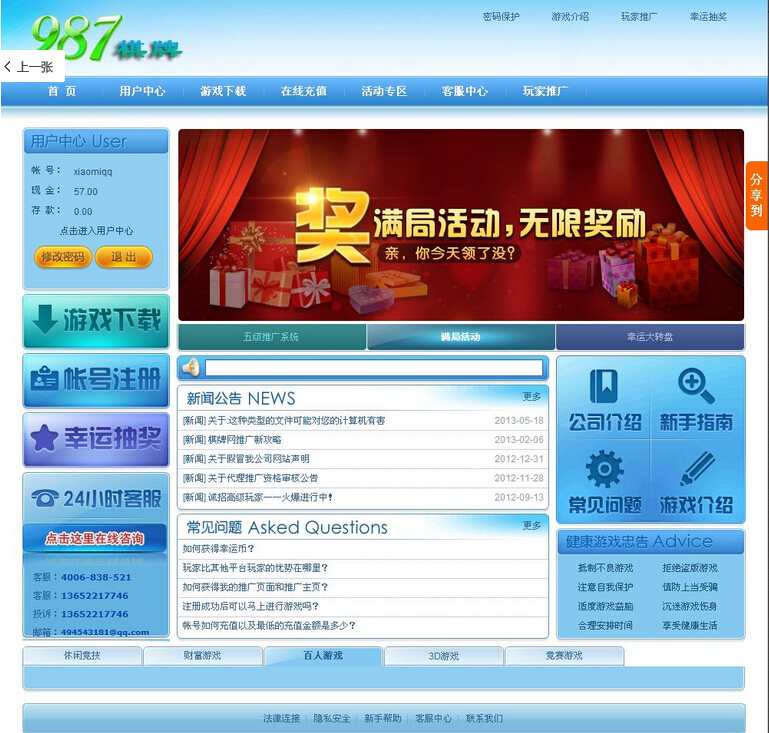 密码保护 游戏介绍 玩家推广 幸运抽奖
987棋牌
上一张
首 页 用户中心 游戏下载 在线充值 活动专区 客服中心 玩家推广
用户中心 User
帐 号： xiaomiqq
现 金： 57.00
存 款： 0.00
点击进入用户中心
修改密码 退 出
奖 满局活动,无限奖励
亲，你今天领了没？
分享到
五级推广系统 满局活动 幸运大转盘
游戏下载
帐号注册
幸运抽奖
24小时客服
点击这里在线咨询
客服：4006-838-521
客服：13652217746
投诉：13652217746
邮箱：494543181@qq.com
新闻公告 NEWS 更多
[新闻] 关于:这种类型的文件可能对您的计算机有害 2013-05-18
[新闻] 棋牌网推广新攻略 2013-02-06
[新闻] 关于假冒我公司网站声明 2012-12-31
[新闻] 关于代理推广资格审核公告 2012-11-28
[新闻] 诚招高级玩家一一火爆进行中! 2012-09-13
常见问题 Asked Questions 更多
如何获得幸运币？
玩家比其他平台玩家的优势在哪里？
如何获得我的推广页面和推广主页？
注册成功后可以马上进行游戏吗？
帐号如何充值以及最低的充值金额是多少？
公司介绍 新手指南
常见问题 游戏介绍
健康游戏忠告 Advice
抵制不良游戏 拒绝盗版游戏
注意自我保护 慎防上当受骗
适度游戏益脑 沉迷游戏伤身
合理安排时间 享受健康生活
休闲竞技 财富游戏 百人游戏 3D游戏 竞赛游戏
法律连接 | 隐私安全 | 新手帮助 | 客服中心 | 联系我们